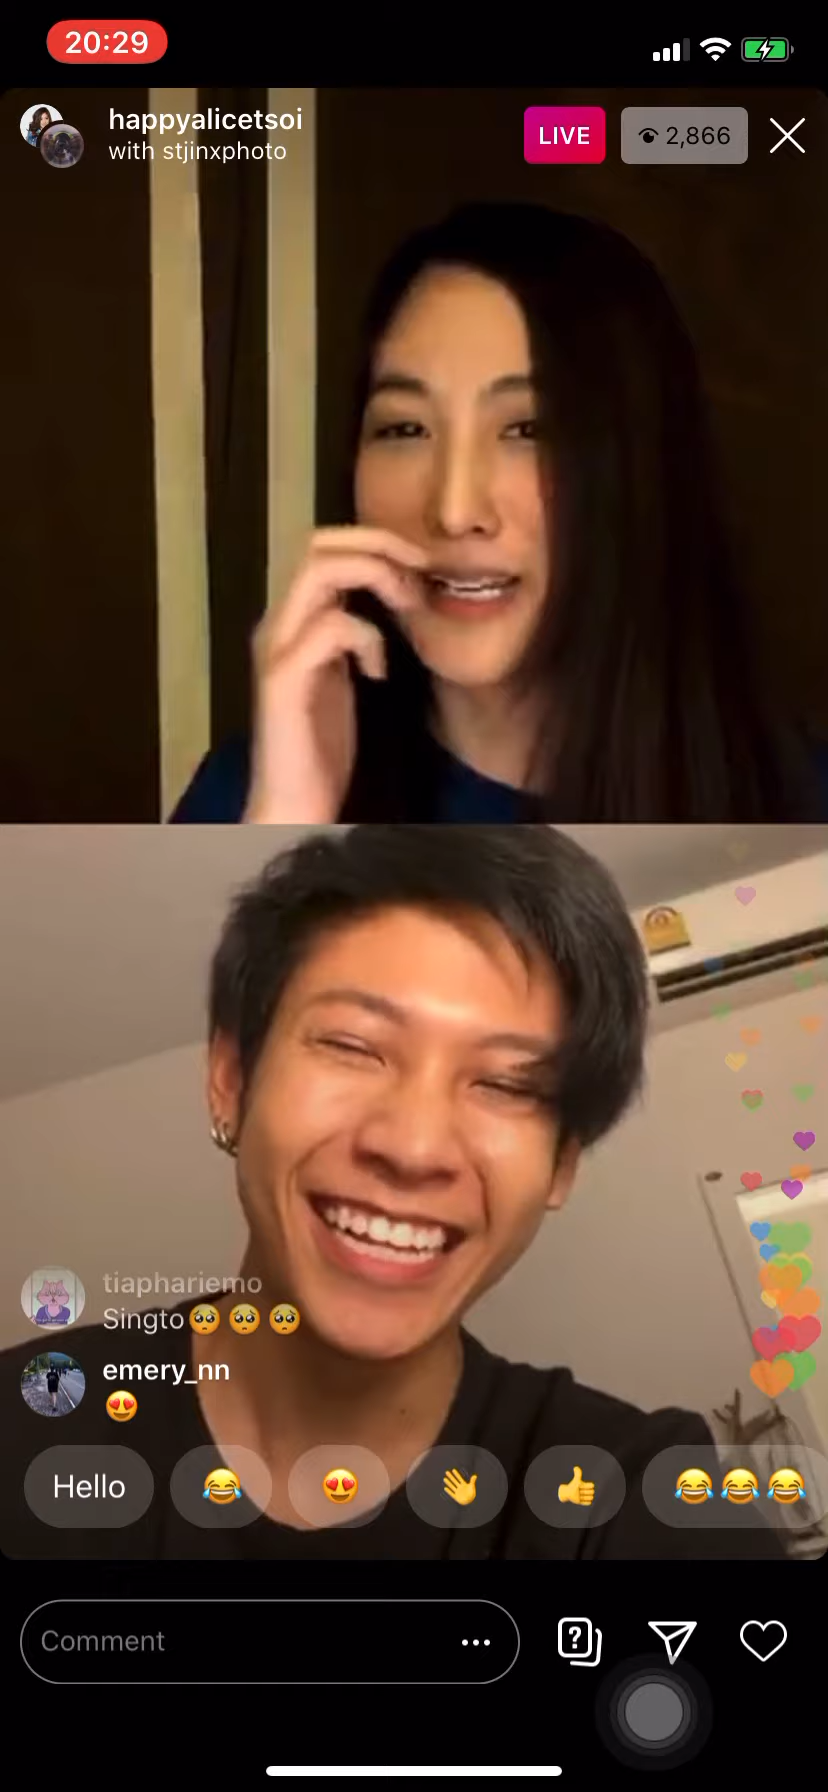 20:29
happyalicetsoi
with stjinxphoto
LIVE
2,866
tiaphariemo
Singto🥺🥺🥺
emery_nn
😍
Hello
😂
😍
👋
👍
😂😂😂
Comment